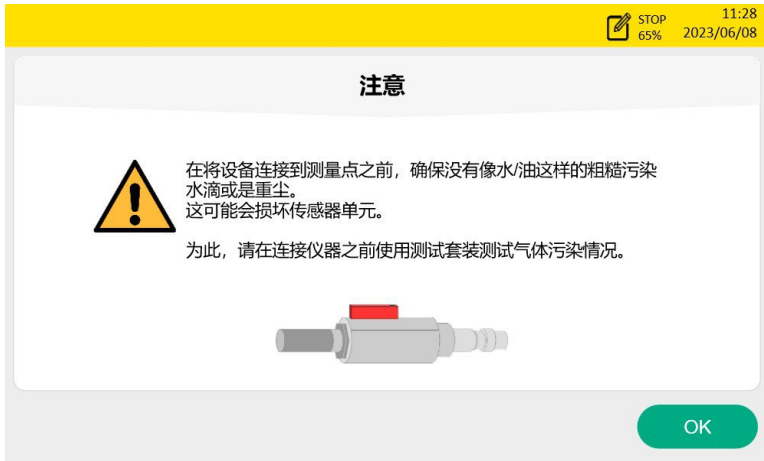 STOP 11:28
65% 2023/06/08
注意
在将设备连接到测量点之前，确保没有像水/油这样的粗糙污染
水滴或是重尘。
这可能会损坏传感器单元。
为此，请在连接仪器之前使用测试套装测试气体污染情况。
OK